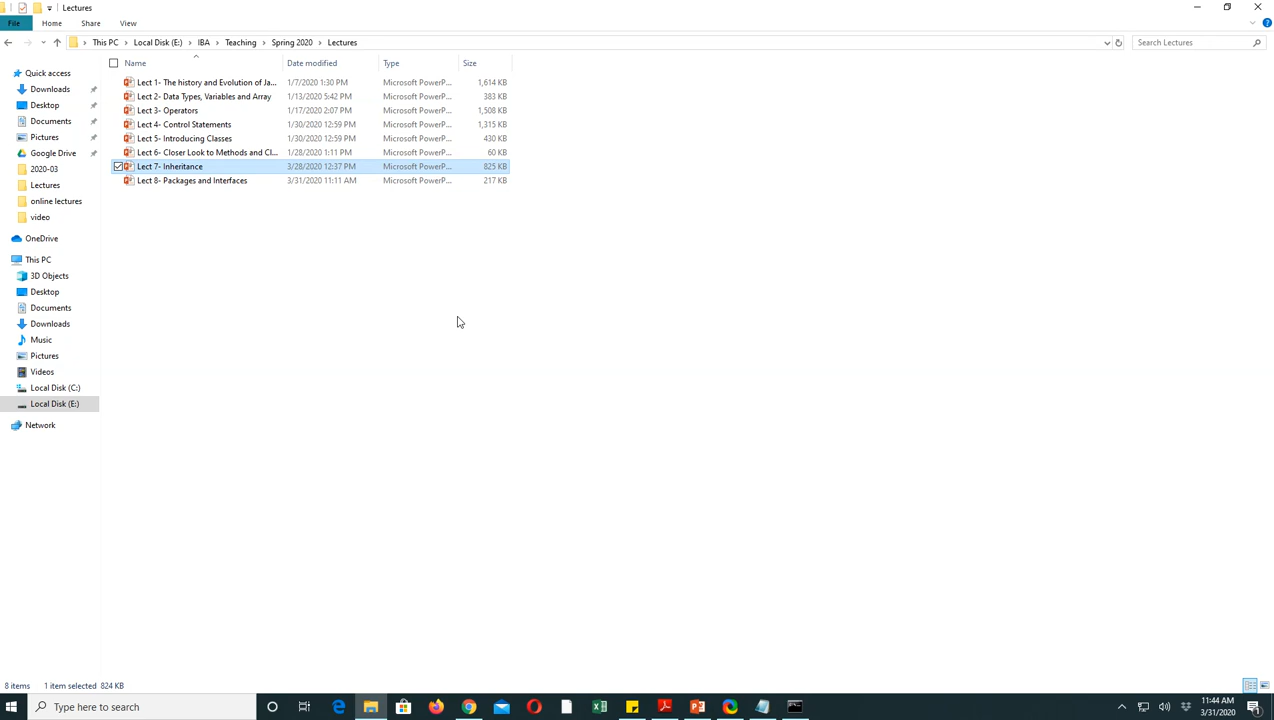 Lectures
File Home Share View
This PC Local Disk (E:) IBA Teaching Spring 2020 Lectures
Search Lectures
Name Date modified Type Size
Lect 1- The history and Evolution of Ja... 1/7/2020 1:30 PM Microsoft PowerP... 1,614 KB
Lect 2- Data Types, Variables and Array 1/13/2020 5:42 PM Microsoft PowerP... 383 KB
Lect 3- Operators 1/17/2020 2:07 PM Microsoft PowerP... 1,508 KB
Lect 4- Control Statements 1/30/2020 12:59 PM Microsoft PowerP... 1,315 KB
Lect 5- Introducing Classes 1/30/2020 12:59 PM Microsoft PowerP... 430 KB
Lect 6- Closer Look to Methods and Cl... 1/28/2020 1:11 PM Microsoft PowerP... 60 KB
Lect 7- Inheritance 3/28/2020 12:37 PM Microsoft PowerP... 825 KB
Lect 8- Packages and Interfaces 3/31/2020 11:11 AM Microsoft PowerP... 217 KB
Quick access
Downloads
Desktop
Documents
Pictures
Google Drive
2020-03
Lectures
online lectures
video
OneDrive
This PC
3D Objects
Desktop
Documents
Downloads
Music
Pictures
Videos
Local Disk (C:)
Local Disk (E:)
Network
8 items 1 item selected 824 KB
Type here to search
11:44 AM
3/31/2020